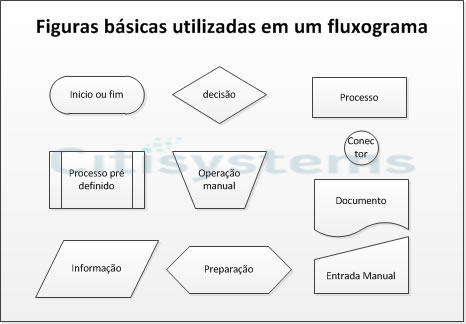 Figuras básicas utilizadas em um fluxograma
Inicio ou fim
decisão
Processo
Conec
tor
Processo pré
definido
Operação
manual
Citisystems
Documento
Informação
Preparação
Entrada Manual